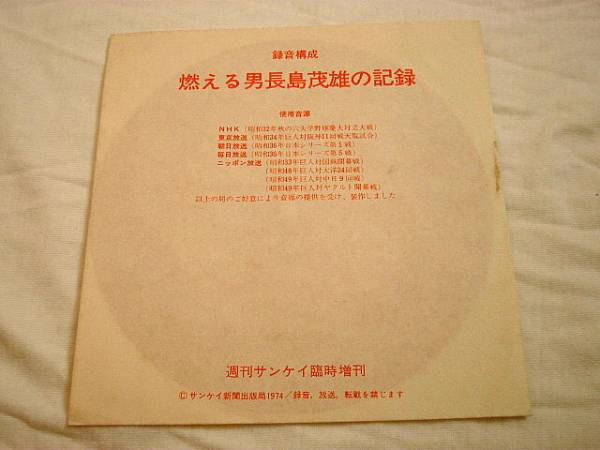 録音構成
燃える男長島茂雄の記録
使用音源
NHK（昭和32年秋の六大学野球慶大対立大戦）
東京放送（昭和34年巨人対阪神11回戦天覧試合）
朝日放送（昭和36年日本シリーズ第1戦）
毎日放送（昭和36年日本シリーズ第5戦）
ニッポン放送（昭和33年巨人対国鉄開幕戦）
（昭和48年巨人対大洋24回戦）
（昭和49年巨人対中日9回戦）
（昭和49年巨人対ヤクルト開幕戦）
以上の局のご好意により音源の提供を受け、製作しました
週刊サンケイ臨時増刊
©サンケイ新聞出版局1974／録音，放送，転載を禁じます